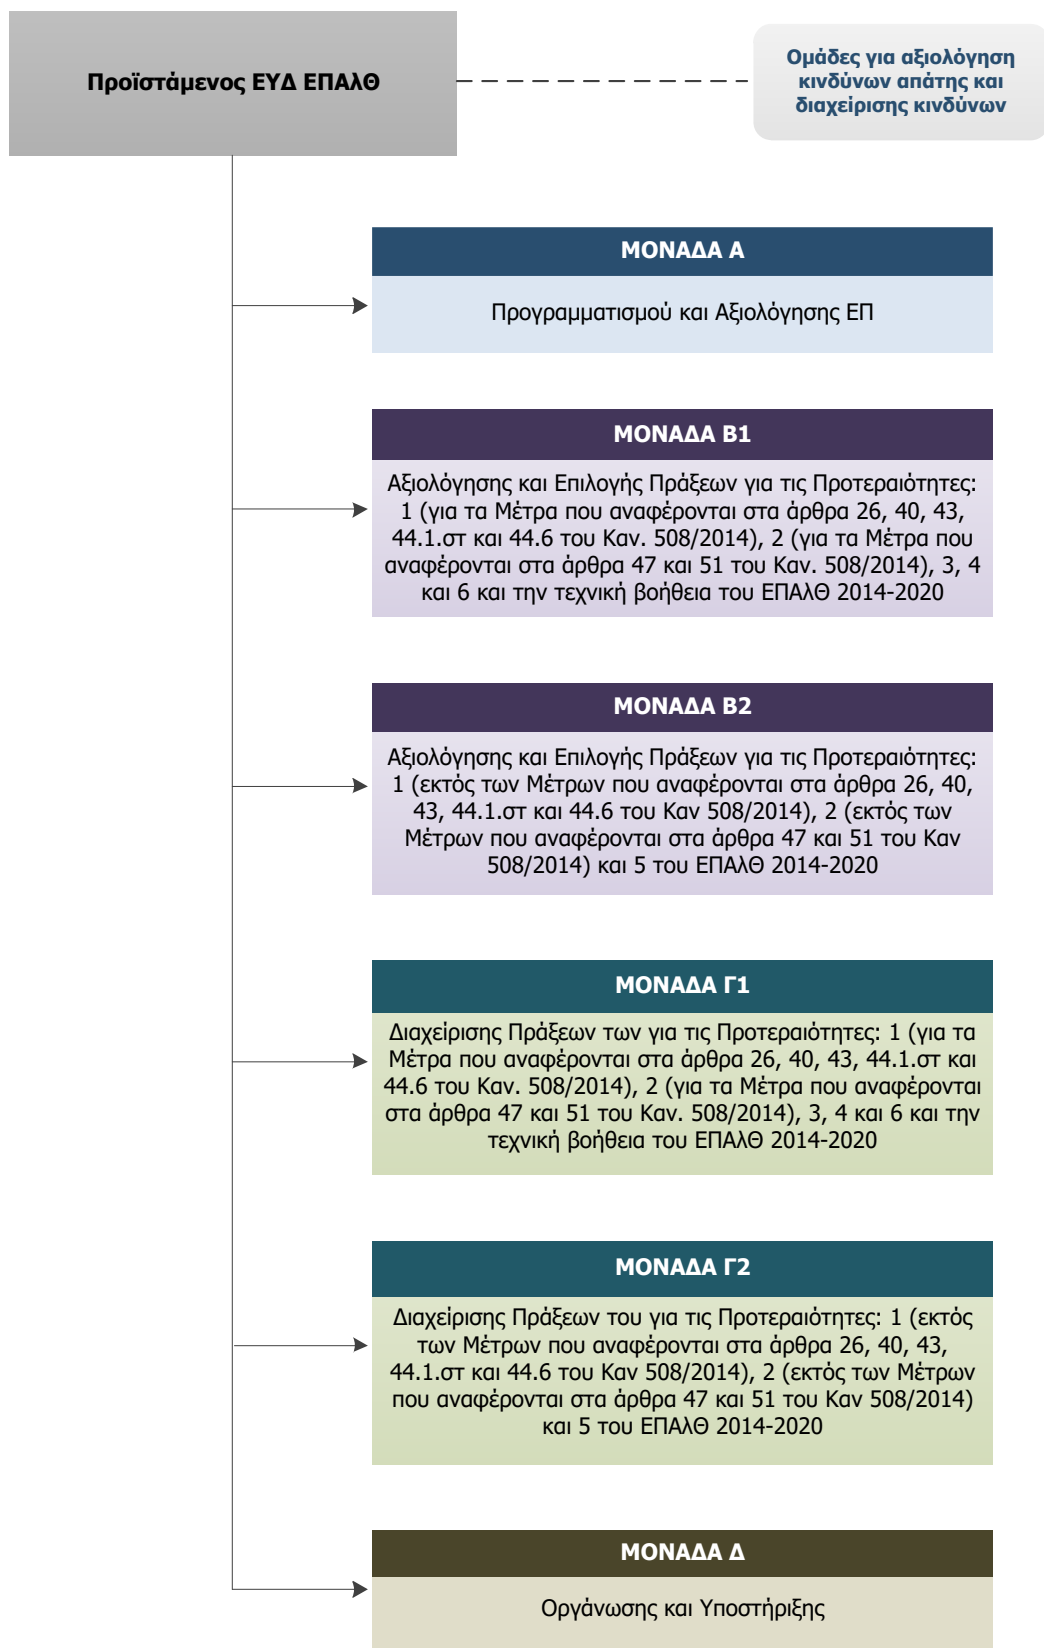 Προϊστάμενος ΕΥΔ ΕΠΑλΘ
Ομάδες για αξιολόγηση
κινδύνων απάτης και
διαχείρισης κινδύνων
ΜΟΝΑΔΑ Α
Προγραμματισμού και Αξιολόγησης ΕΠ
ΜΟΝΑΔΑ Β1
Αξιολόγησης και Επιλογής Πράξεων για τις Προτεραιότητες:
1 (για τα Μέτρα που αναφέρονται στα άρθρα 26, 40, 43,
44.1.στ και 44.6 του Καν. 508/2014), 2 (για τα Μέτρα που
αναφέρονται στα άρθρα 47 και 51 του Καν. 508/2014), 3, 4
και 6 και την τεχνική βοήθεια του ΕΠΑλΘ 2014-2020
ΜΟΝΑΔΑ Β2
Αξιολόγησης και Επιλογής Πράξεων για τις Προτεραιότητες:
1 (εκτός των Μέτρων που αναφέρονται στα άρθρα 26, 40,
43, 44.1.στ και 44.6 του Καν 508/2014), 2 (εκτός των
Μέτρων που αναφέρονται στα άρθρα 47 και 51 του Καν
508/2014) και 5 του ΕΠΑλΘ 2014-2020
ΜΟΝΑΔΑ Γ1
Διαχείρισης Πράξεων των για τις Προτεραιότητες: 1 (για τα
Μέτρα που αναφέρονται στα άρθρα 26, 40, 43, 44.1.στ και
44.6 του Καν. 508/2014), 2 (για τα Μέτρα που αναφέρονται
στα άρθρα 47 και 51 του Καν. 508/2014), 3, 4 και 6 και την
τεχνική βοήθεια του ΕΠΑλΘ 2014-2020
ΜΟΝΑΔΑ Γ2
Διαχείρισης Πράξεων του για τις Προτεραιότητες: 1 (εκτός
των Μέτρων που αναφέρονται στα άρθρα 26, 40, 43,
44.1.στ και 44.6 του Καν 508/2014), 2 (εκτός των Μέτρων
που αναφέρονται στα άρθρα 47 και 51 του Καν 508/2014)
και 5 του ΕΠΑλΘ 2014-2020
ΜΟΝΑΔΑ Δ
Οργάνωσης και Υποστήριξης